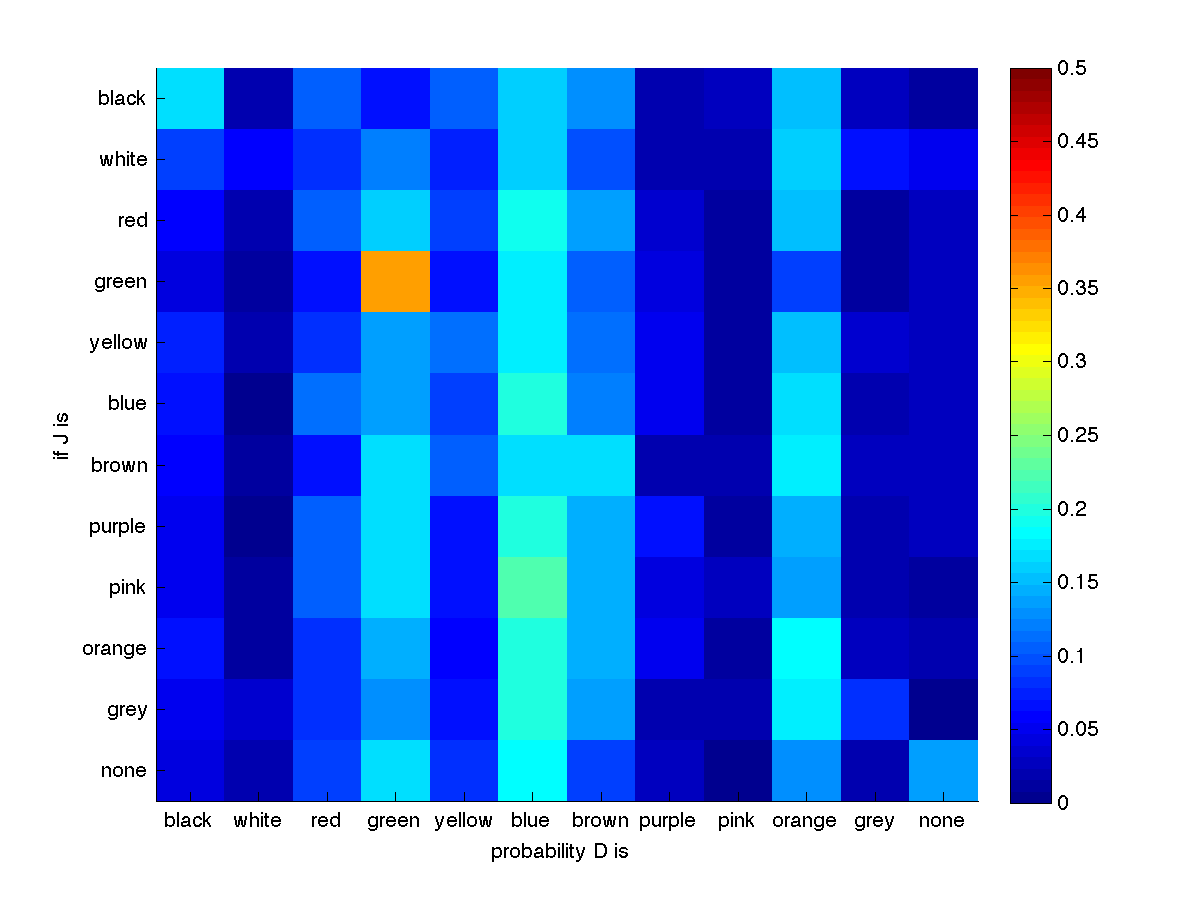 black
white
red
green
yellow
blue
brown
purple
pink
orange
grey
none
if J is
black white red green yellow blue brown purple pink orange grey none
probability D is
0.5
0.45
0.4
0.35
0.3
0.25
0.2
0.15
0.1
0.05
0